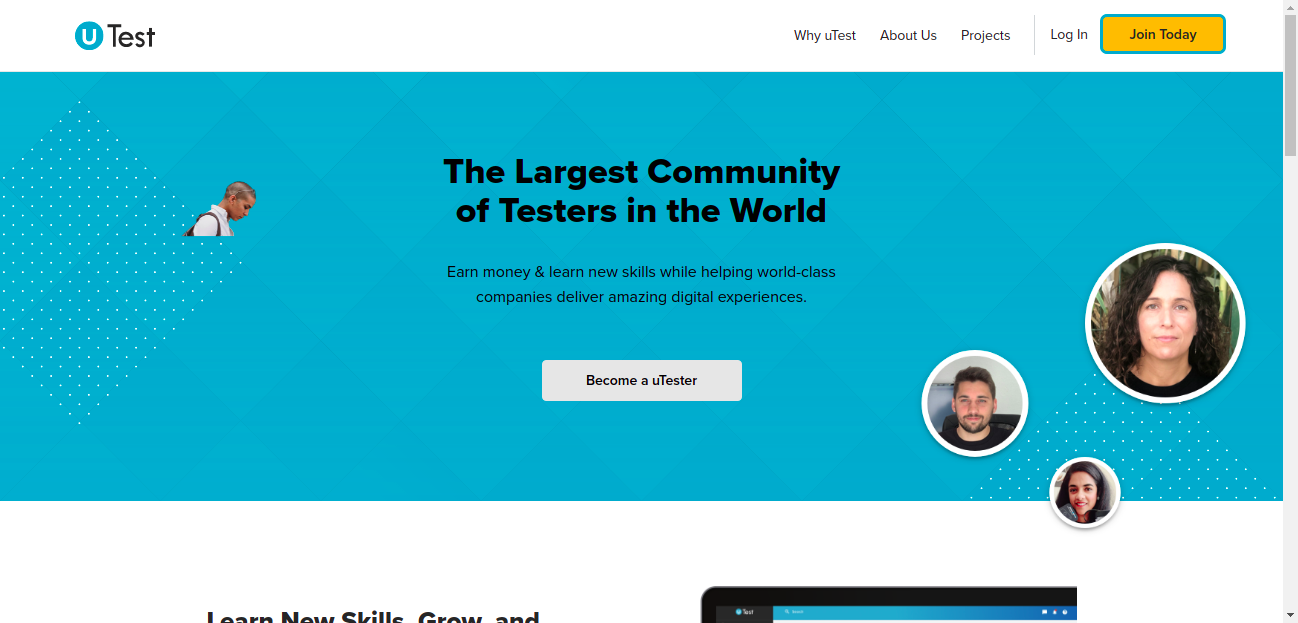 uTest
Why uTest
About Us
Projects
Log In
Join Today
The Largest Community
of Testers in the World
Earn money & learn new skills while helping world-class
companies deliver amazing digital experiences.
Become a uTester
Learn New Skills, Grow, and
uTest
Search